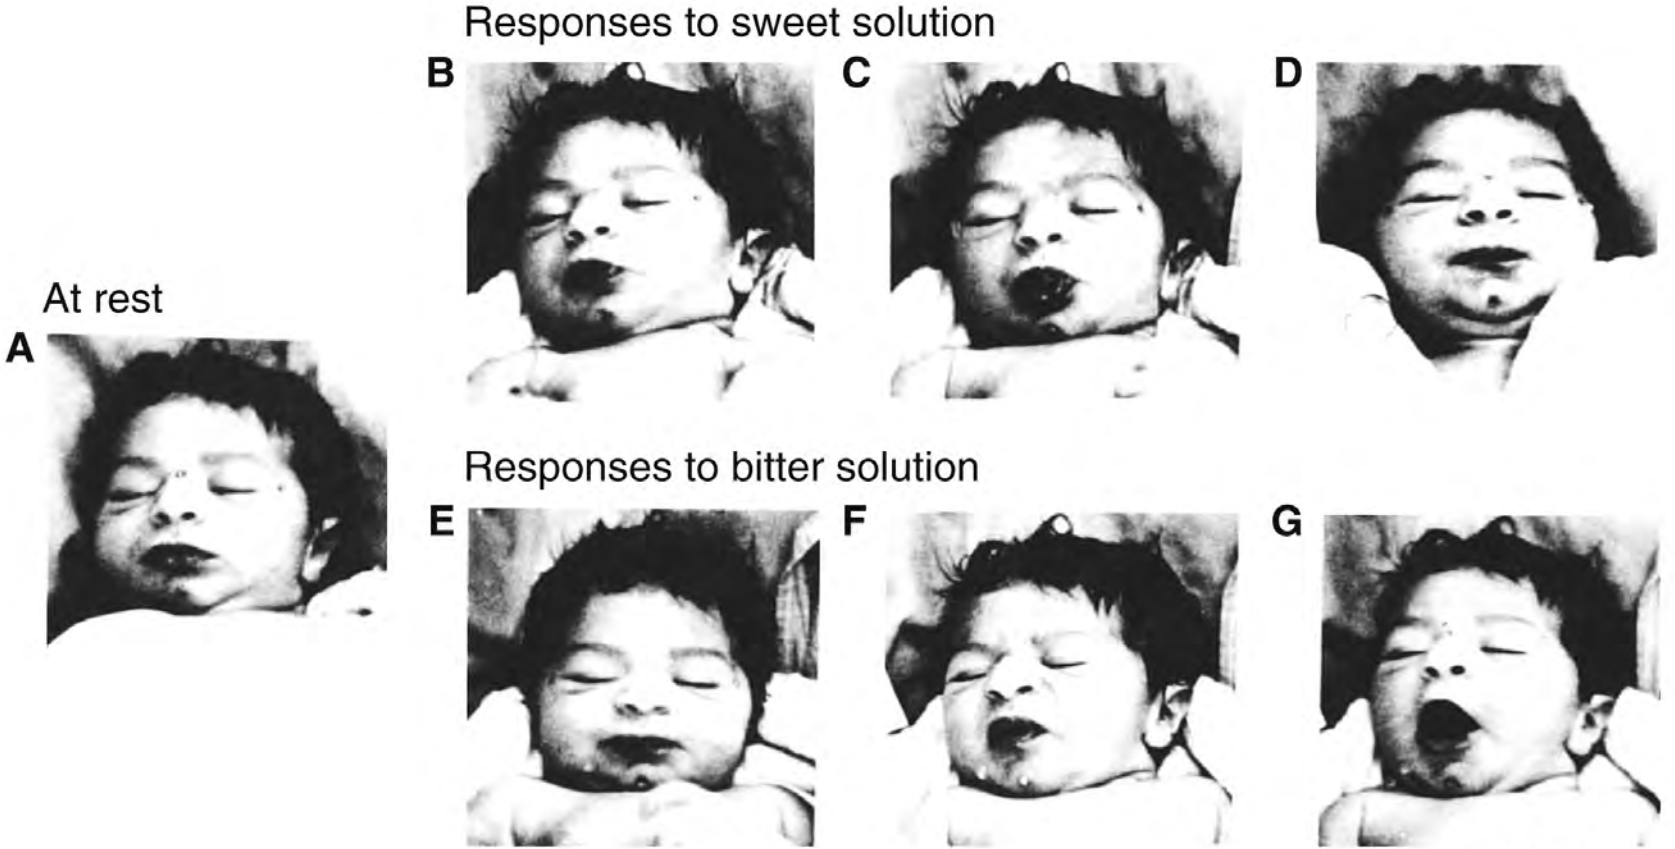 Responses to sweet solution
B
C
D
At rest
A
Responses to bitter solution
E
F
G